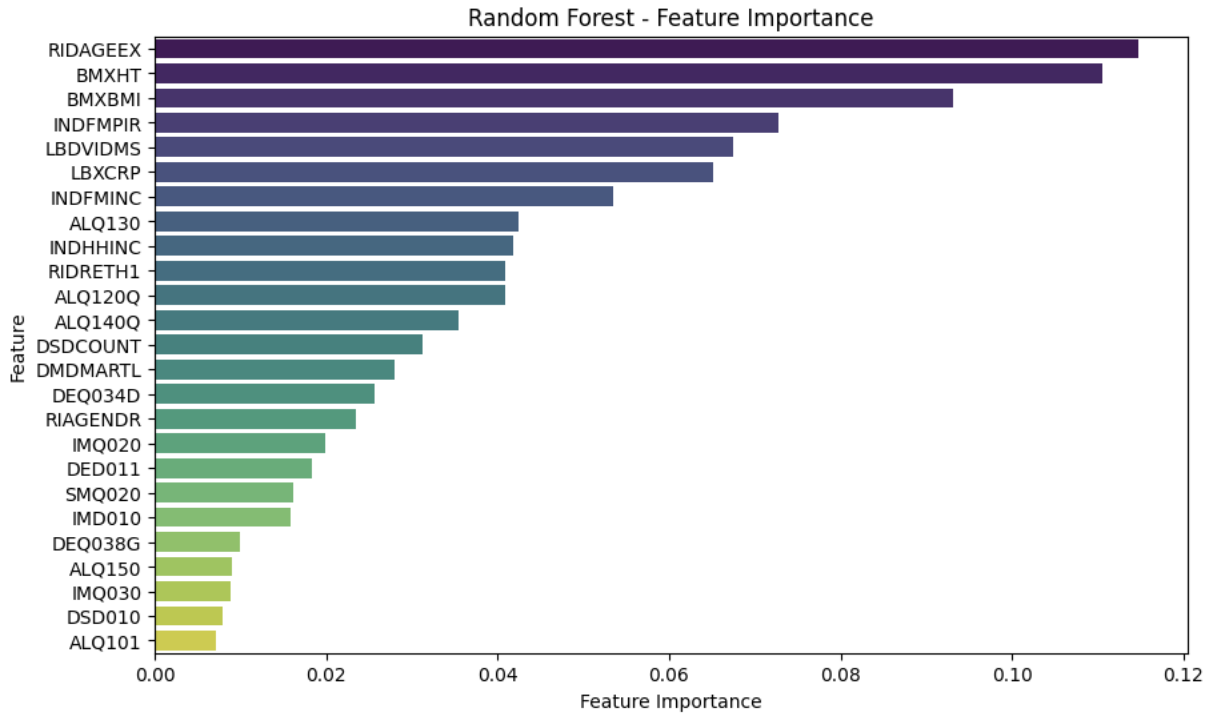 Random Forest - Feature Importance
RIDAGEEX
BMXHT
BMXBMI
INDFMPIR
LBDVIDMS
LBXCRP
INDFMINC
ALQ130
INDHHINC
RIDRETH1
ALQ120Q
ALQ140Q
DSDCOUNT
DMDMARTL
DEQ034D
RIAGENDR
IMQ020
DED011
SMQ020
IMD010
DEQ038G
ALQ150
IMQ030
DSD010
ALQ101
Feature
0.00 0.02 0.04 0.06 0.08 0.10 0.12
Feature Importance